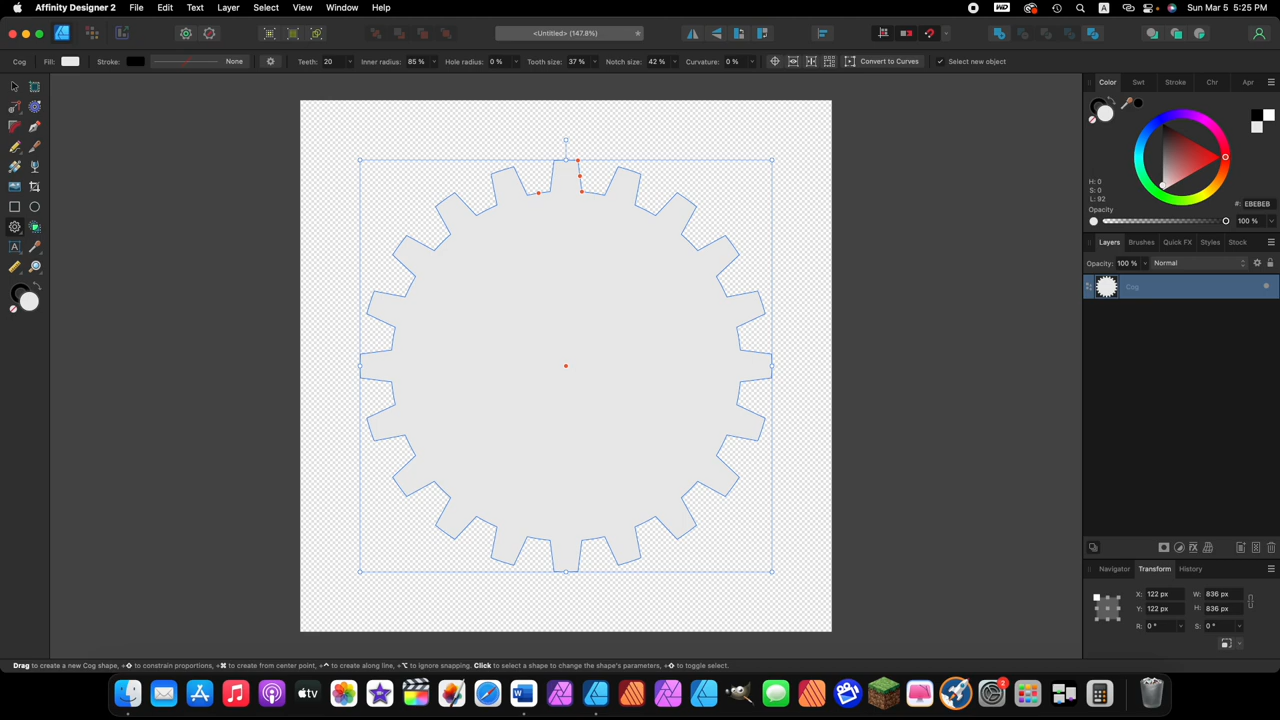 Affinity Designer 2 File Edit Text Layer Select View Window Help WD A Sun Mar 5 5:25 PM
<Untitled> (147.8%)
Cog Fill: Stroke: None Teeth: 20 Inner radius: 85 % Hole radius: 0 % Tooth size: 37 % Notch size: 42 % Curvature: 0 % Convert to Curves Select new object
Color Swt Stroke Chr Apr
H: 0
S: 0
L: 92
#: EBEBEB
Opacity
100 %
Layers Brushes Quick FX Styles Stock
Opacity: 100 % Normal
Cog
Navigator Transform History
X: 122 px W: 836 px
Y: 122 px H: 836 px
R: 0 ° S: 0 °
Drag to create a new Cog shape, +⇧ to constrain proportions, +⌘ to create from center point, +^ to create along line, +⌥ to ignore snapping. Click to select a shape to change the shape's parameters, +⇧ to toggle select.
tv
2